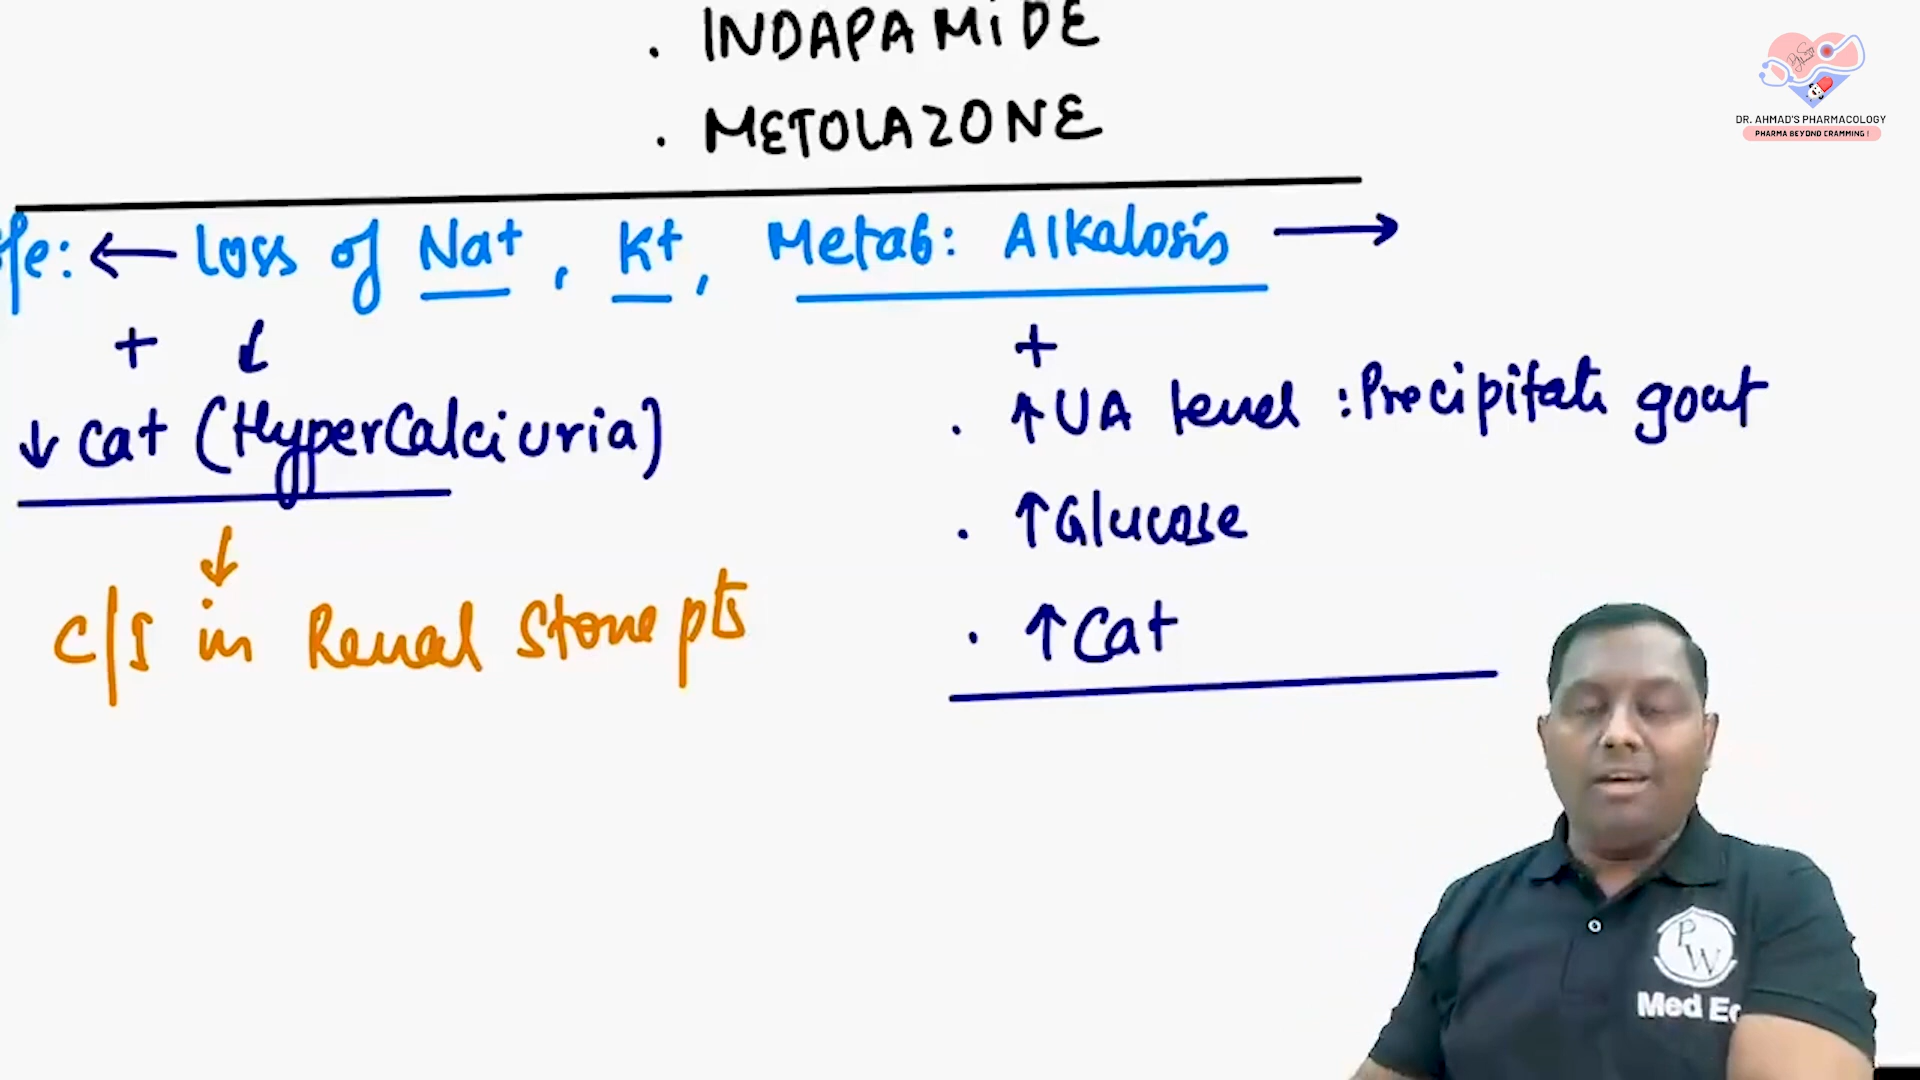 . INDAPAMIDE
. METOLAZONE
DR. AHMAD'S PHARMACOLOGY
PHARMA BEYOND CRAMMING !
fe: ← Loss of Na+, K+, Metab: Alkalosis →
+ ↓
↓ Ca+ (HyperCalciuria)
↓
C/I in Renal Stone pts
+
. ↑ UA level : Precipitate gout
. ↑ Glucose
. ↑ Ca+
PW
Med Ed